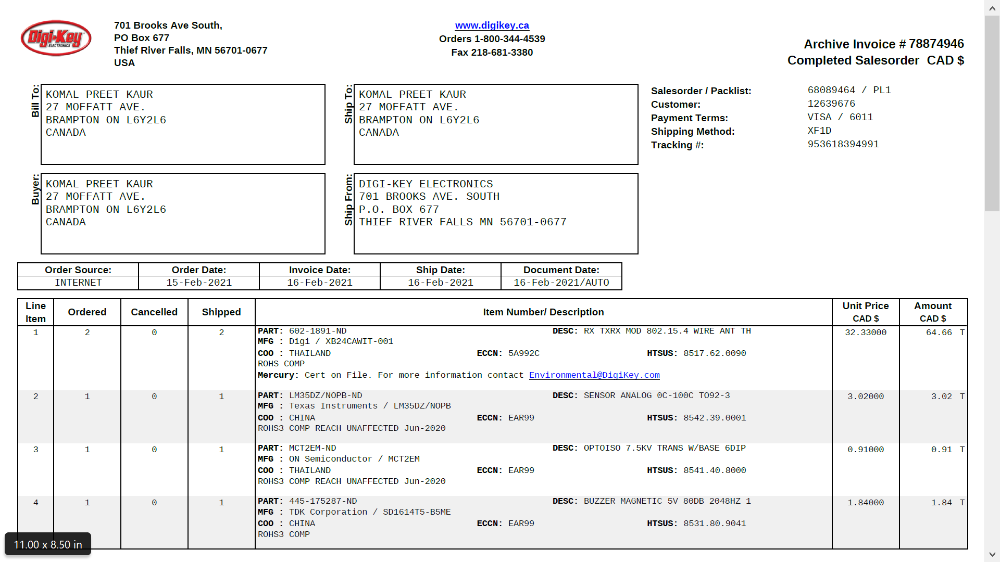 Digi-Key
ELECTRONICS
701 Brooks Ave South,
PO Box 677
Thief River Falls, MN 56701-0677
USA
www.digikey.ca
Orders 1-800-344-4539
Fax 218-681-3380
Archive Invoice # 78874946
Completed Salesorder CAD $
Bill To:
KOMAL PREET KAUR
27 MOFFATT AVE.
BRAMPTON ON L6Y2L6
CANADA
Ship To:
KOMAL PREET KAUR
27 MOFFATT AVE.
BRAMPTON ON L6Y2L6
CANADA
Salesorder / Packlist: 68089464 / PL1
Customer: 12639676
Payment Terms: VISA / 6011
Shipping Method: XF1D
Tracking #: 953618394991
Buyer:
KOMAL PREET KAUR
27 MOFFATT AVE.
BRAMPTON ON L6Y2L6
CANADA
Ship From:
DIGI-KEY ELECTRONICS
701 BROOKS AVE. SOUTH
P.O. BOX 677
THIEF RIVER FALLS MN 56701-0677
Order Source: Order Date: Invoice Date: Ship Date: Document Date:
INTERNET 15-Feb-2021 16-Feb-2021 16-Feb-2021 16-Feb-2021/AUTO
Line Item Ordered Cancelled Shipped Item Number/ Description Unit Price CAD $ Amount CAD $
1 2 0 2 PART: 602-1891-ND DESC: RX TXRX MOD 802.15.4 WIRE ANT TH 32.33000 64.66 T
MFG : Digi / XB24CAWIT-001
COO : THAILAND ECCN: 5A992C HTSUS: 8517.62.0090
ROHS COMP
Mercury: Cert on File. For more information contact Environmental@DigiKey.com
2 1 0 1 PART: LM35DZ/NOPB-ND DESC: SENSOR ANALOG 0C-100C TO92-3 3.02000 3.02 T
MFG : Texas Instruments / LM35DZ/NOPB
COO : CHINA ECCN: EAR99 HTSUS: 8542.39.0001
ROHS3 COMP REACH UNAFFECTED Jun-2020
3 1 0 1 PART: MCT2EM-ND DESC: OPTOISO 7.5KV TRANS W/BASE 6DIP 0.91000 0.91 T
MFG : ON Semiconductor / MCT2EM
COO : THAILAND ECCN: EAR99 HTSUS: 8541.40.8000
ROHS3 COMP REACH UNAFFECTED Jun-2020
4 1 0 1 PART: 445-175287-ND DESC: BUZZER MAGNETIC 5V 80DB 2048HZ 1 1.84000 1.84 T
MFG : TDK Corporation / SD1614T5-B5ME
COO : CHINA ECCN: EAR99 HTSUS: 8531.80.9041
ROHS3 COMP
11.00 x 8.50 in